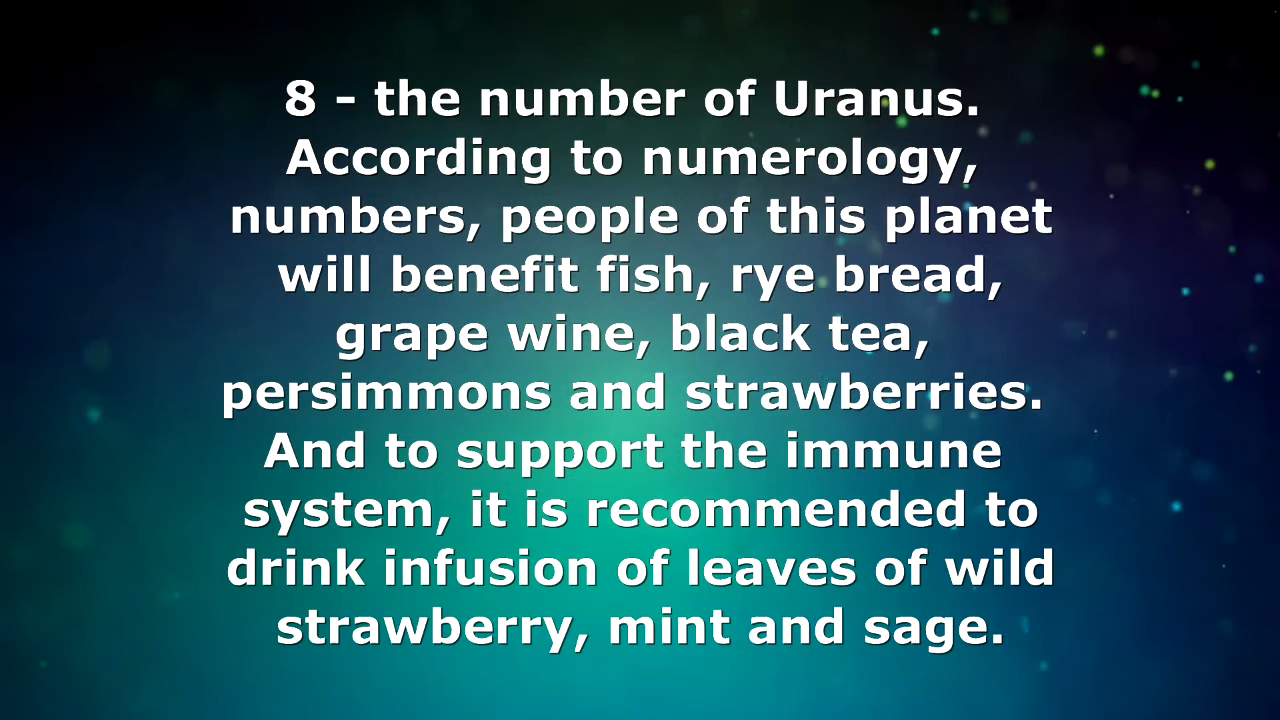 8 - the number of Uranus.
According to numerology,
numbers, people of this planet
will benefit fish, rye bread,
grape wine, black tea,
persimmons and strawberries.
And to support the immune
system, it is recommended to
drink infusion of leaves of wild
strawberry, mint and sage.